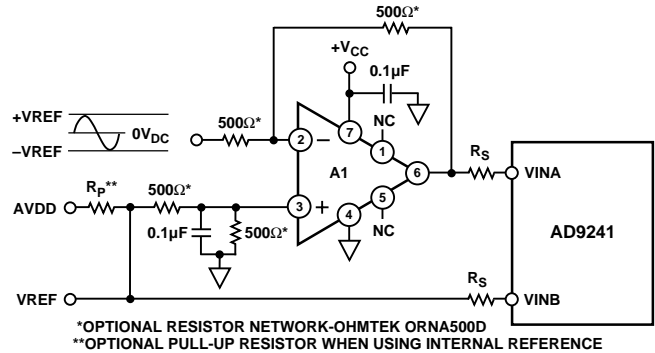 500Ω*
+VCC
0.1µF
+VREF
0VDC
–VREF
500Ω*
NC
2
–
7
1
A1
6
RS
VINA
RP**
500Ω*
AVDD
3
+
4
5
NC
0.1µF
500Ω*
AD9241
RS
VREF
VINB
*OPTIONAL RESISTOR NETWORK-OHMTEK ORNA500D
**OPTIONAL PULL-UP RESISTOR WHEN USING INTERNAL REFERENCE